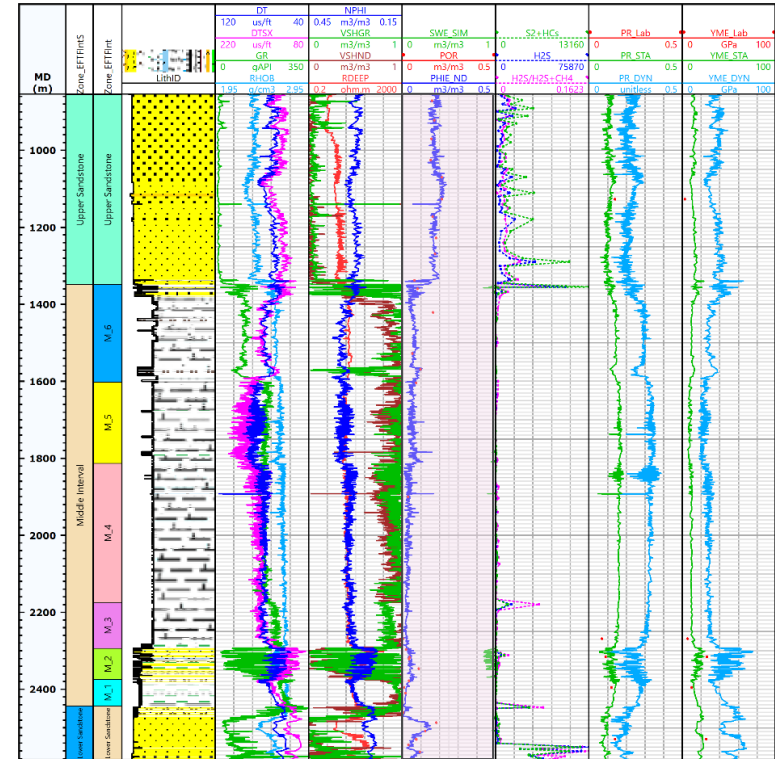 DT
120 us/ft 40
DTSX
220 us/ft 80
GR
0 gAPI 350
RHOB
1.95 g/cm3 2.95
NPHI
0.45 m3/m3 0.15
VSHGR
0 m3/m3 1
VSHND
0 m3/m3 1
RDEEP
0.2 ohm.m 2000
SWE_SIM
0 m3/m3 1
POR
0 m3/m3 0.5
PHIE_ND
0 m3/m3 0.5
S2+HCs
0 13160
H2S
0 75870
H2S/H2S+CH4
0 0.1623
PR_Lab
0 0.5
PR_STA
0 0.5
PR_DYN
0 unitless 0.5
YME_Lab
0 GPa 100
YME_STA
0 100
YME_DYN
0 GPa 100
MD
(m)
Zone_EFTFintS
Zone_EFTFint
LithID
1000
1200
1400
1600
1800
2000
2200
2400
Upper Sandstone
Middle Interval
Lower Sandstone
Upper Sandstone
M_6
M_5
M_4
M_3
M_2
M_1
Lower Sandstone